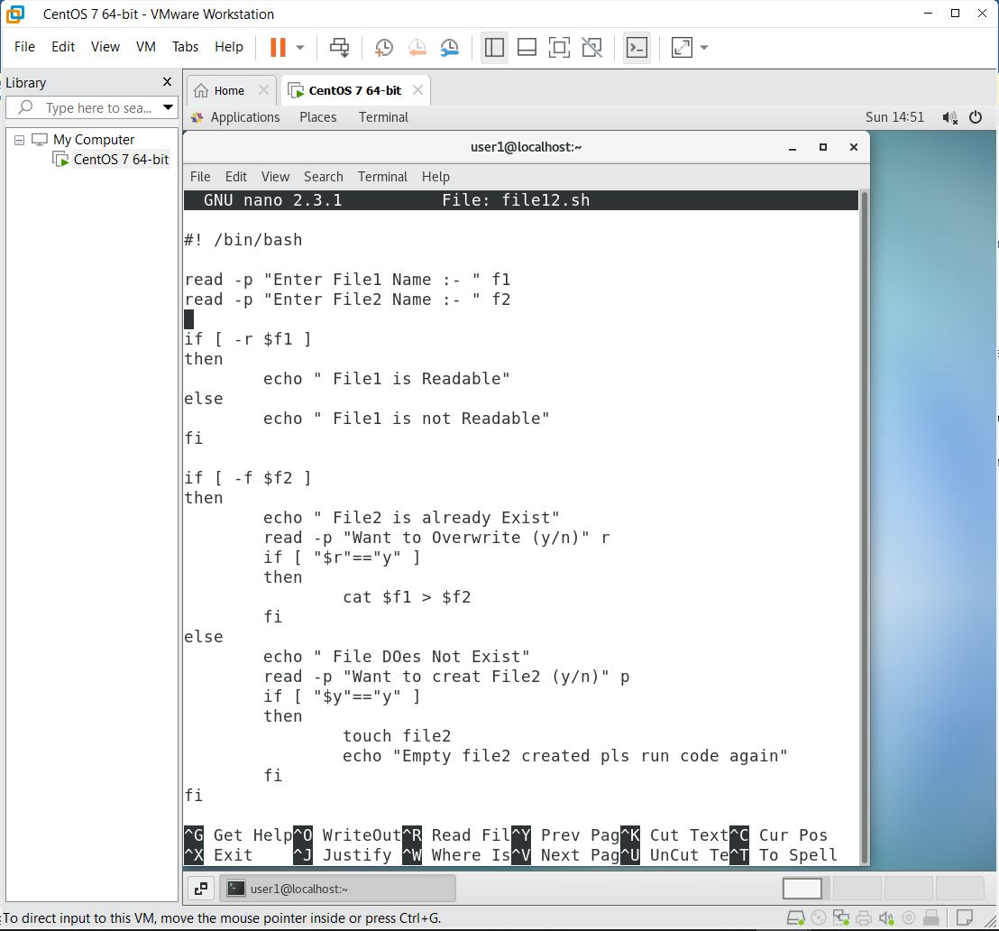 CentOS 7 64-bit - VMware Workstation
File Edit View VM Tabs Help
Library
Type here to sea...
My Computer
CentOS 7 64-bit
Home
CentOS 7 64-bit
Applications Places Terminal Sun 14:51
user1@localhost:~
File Edit View Search Terminal Help
GNU nano 2.3.1 File: file12.sh
#! /bin/bash
read -p "Enter File1 Name :- " f1
read -p "Enter File2 Name :- " f2
if [ -r $f1 ]
then
echo " File1 is Readable"
else
echo " File1 is not Readable"
fi
if [ -f $f2 ]
then
echo " File2 is already Exist"
read -p "Want to Overwrite (y/n)" r
if [ "$r"=="y" ]
then
cat $f1 > $f2
fi
else
echo " File DOes Not Exist"
read -p "Want to creat File2 (y/n)" p
if [ "$y"=="y" ]
then
touch file2
echo "Empty file2 created pls run code again"
fi
fi
^G Get Help^O WriteOut^R Read Fil^Y Prev Pag^K Cut Text^C Cur Pos
^X Exit ^J Justify ^W Where Is^V Next Pag^U UnCut Te^T To Spell
user1@localhost:~
To direct input to this VM, move the mouse pointer inside or press Ctrl+G.